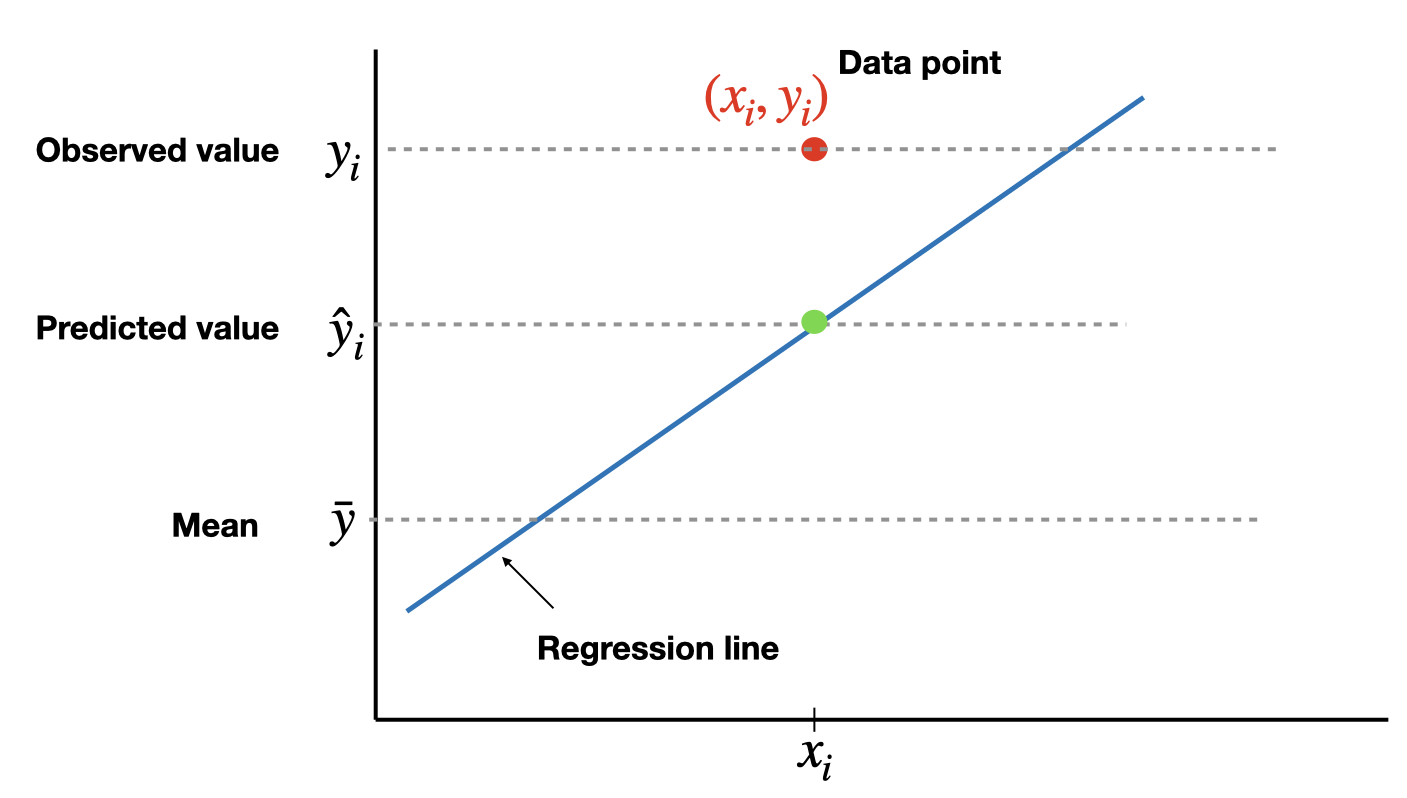 Data point
(xᵢ, yᵢ)
Observed value yᵢ
Predicted value ŷᵢ
Mean ȳ
Regression line
xᵢ